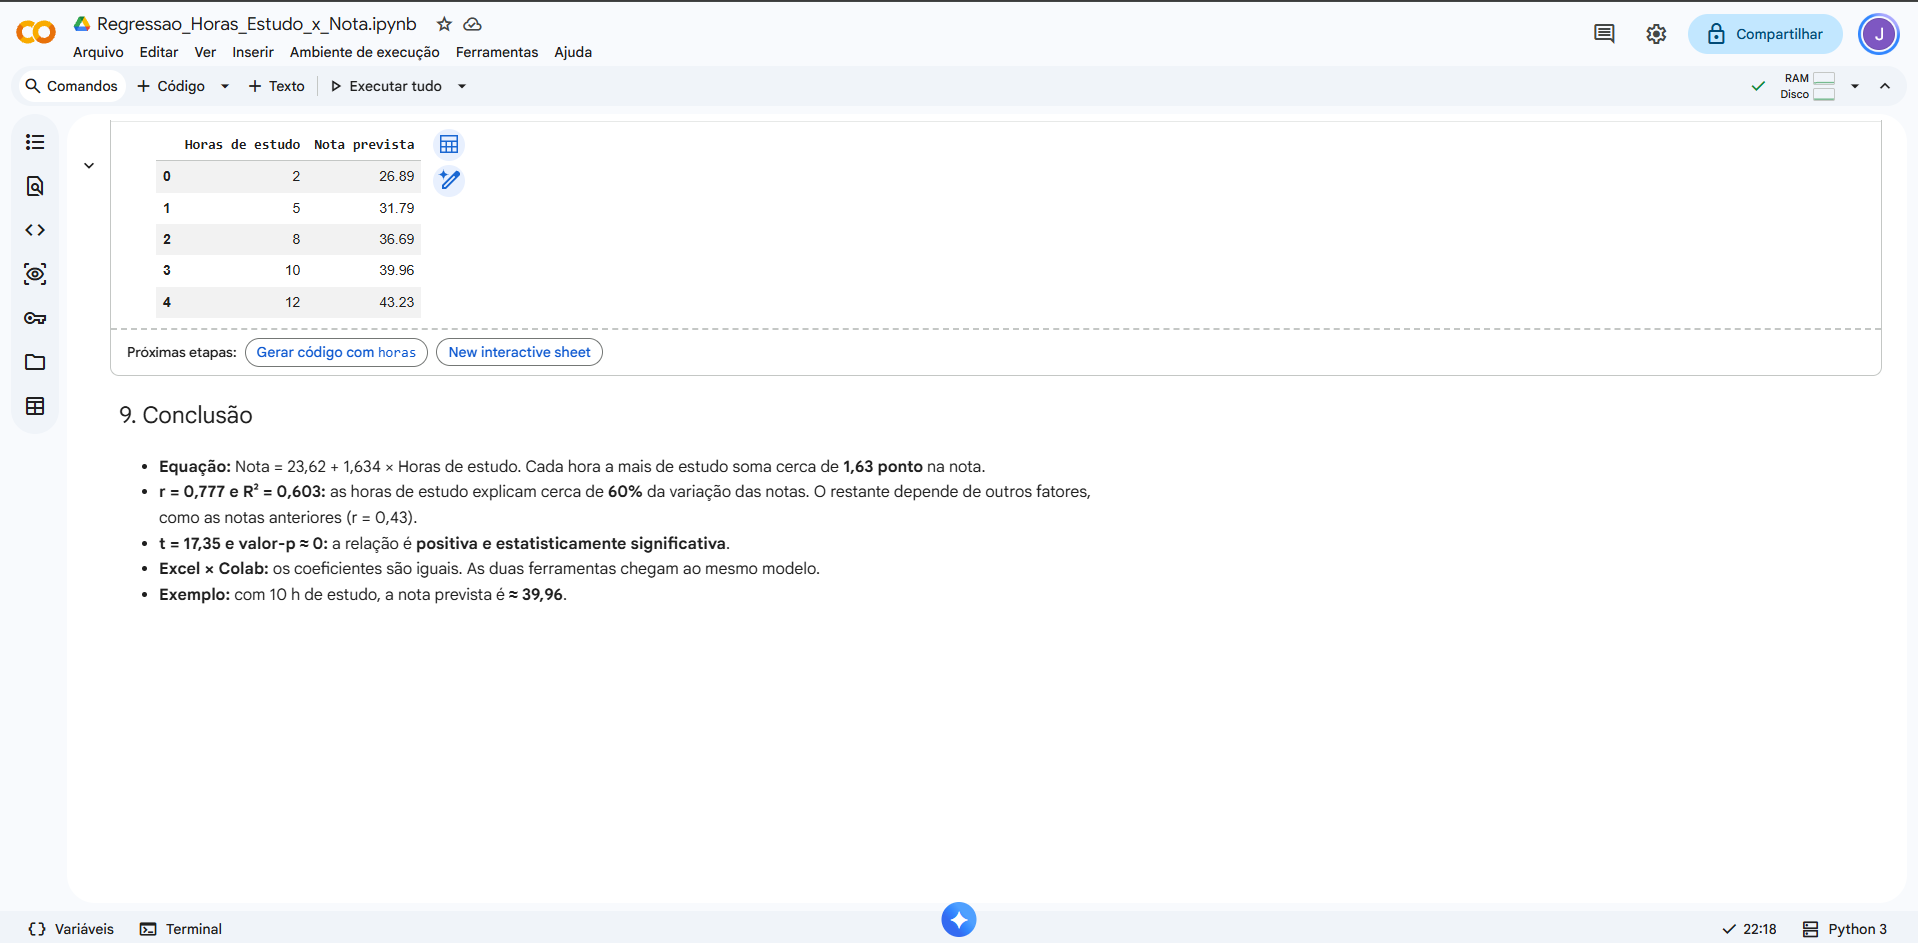 Regressao_Horas_Estudo_x_Nota.ipynb
Arquivo Editar Ver Inserir Ambiente de execução Ferramentas Ajuda
Compartilhar
J
Comandos + Código + Texto Executar tudo
RAM
Disco
Horas de estudo Nota prevista
0 2 26.89
1 5 31.79
2 8 36.69
3 10 39.96
4 12 43.23
Próximas etapas: Gerar código com horas New interactive sheet
9. Conclusão
• Equação: Nota = 23,62 + 1,634 × Horas de estudo. Cada hora a mais de estudo soma cerca de 1,63 ponto na nota.
• r = 0,777 e R² = 0,603: as horas de estudo explicam cerca de 60% da variação das notas. O restante depende de outros fatores,
como as notas anteriores (r = 0,43).
• t = 17,35 e valor-p ≈ 0: a relação é positiva e estatisticamente significativa.
• Excel × Colab: os coeficientes são iguais. As duas ferramentas chegam ao mesmo modelo.
• Exemplo: com 10 h de estudo, a nota prevista é ≈ 39,96.
Variáveis Terminal
22:18 Python 3